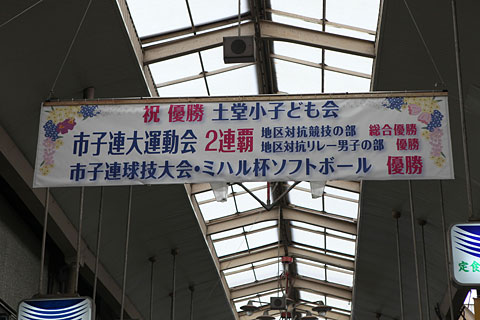 祝 優勝 土堂小子ども会
市子連大運動会 2連覇 地区対抗競技の部 総合優勝
地区対抗リレー男子の部 優勝
市子連球技大会・ミハル杯ソフトボール 優勝
定食